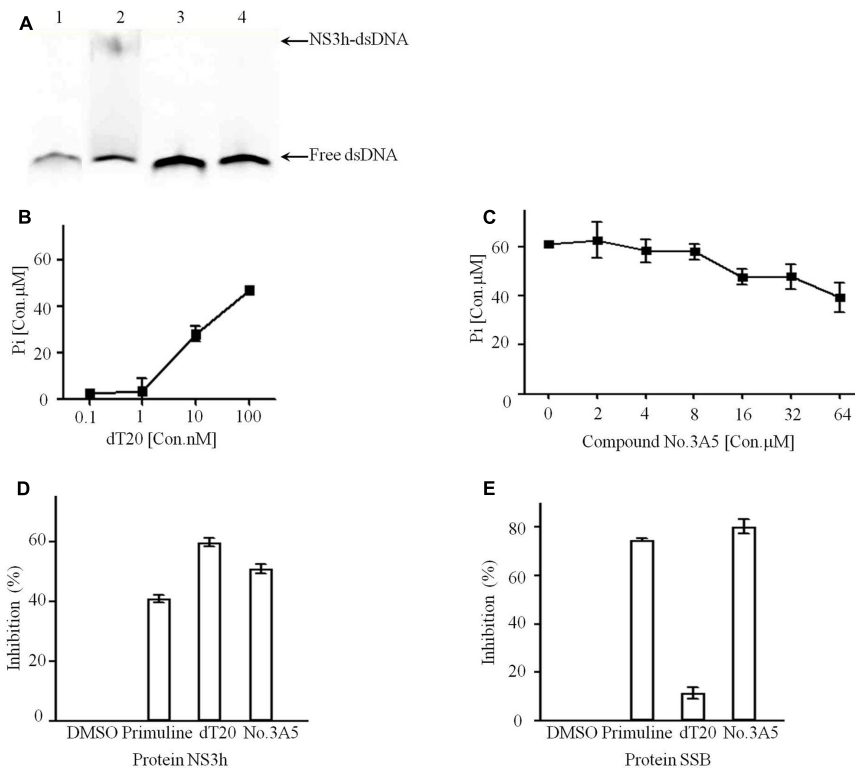 A
1 2 3 4
NS3h-dsDNA
Free dsDNA
B
Pi [Con.μM]
60
40
20
0
0.1 1 10 100
dT20 [Con.nM]
C
Pi [Con.μM]
60
40
20
0
0 2 4 8 16 32 64
Compound No.3A5 [Con.μM]
D
Inhibition (%)
60
40
20
0
DMSO Primuline dT20 No.3A5
Protein NS3h
E
Inhibition (%)
80
60
40
20
0
DMSO Primuline dT20 No.3A5
Protein SSB